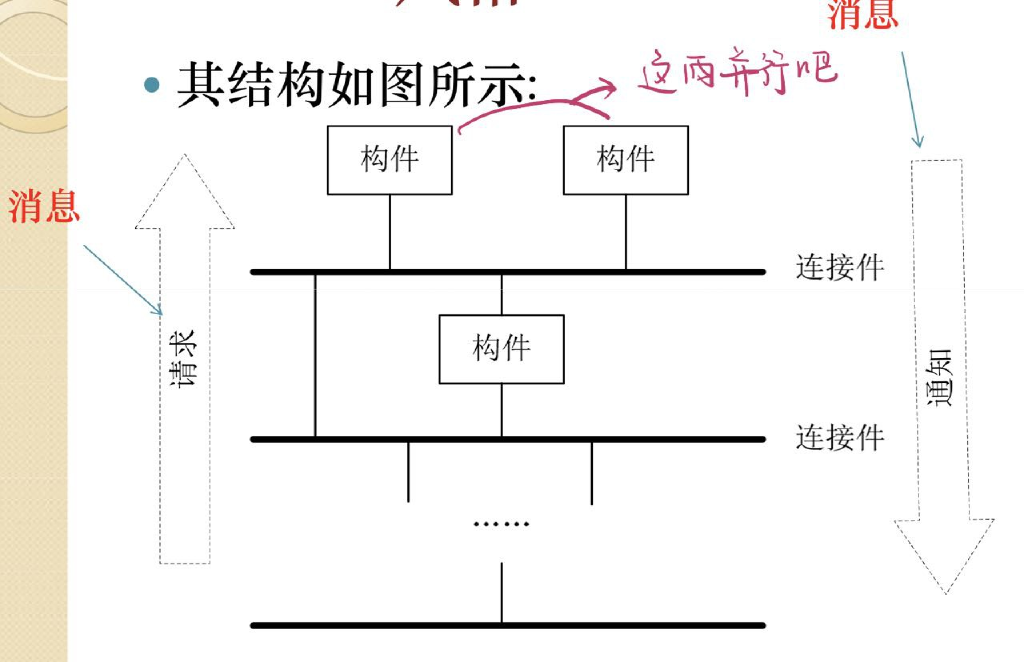 消息
其结构如图所示:
这两并行吧
构件
构件
消息
连接件
请求
构件
通知
连接件
......